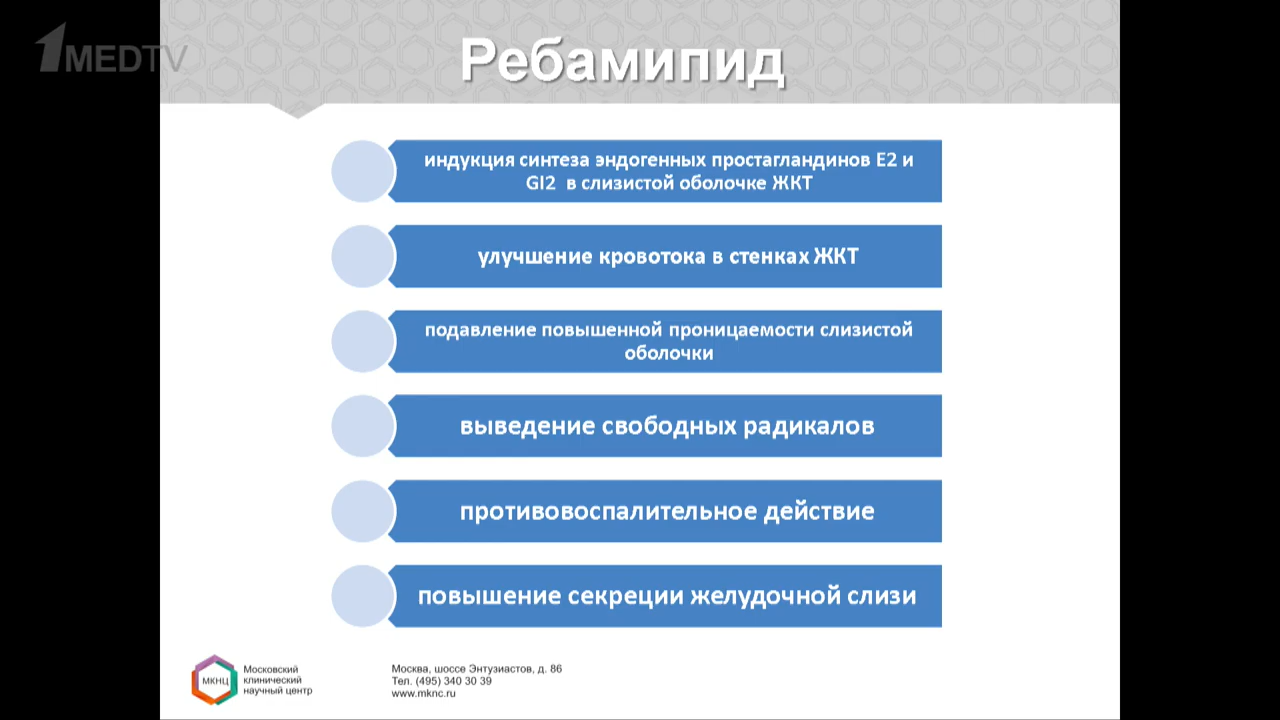 1MEDTV
Ребамипид
индукция синтеза эндогенных простагландинов Е2 и
GI2 в слизистой оболочке ЖКТ
улучшение кровотока в стенках ЖКТ
подавление повышенной проницаемости слизистой
оболочки
выведение свободных радикалов
противовоспалительное действие
повышение секреции желудочной слизи
МКНЦ
Московский
клинический
научный центр
Москва, шоссе Энтузиастов, д. 86
Тел. (495) 340 30 39
www.mknc.ru